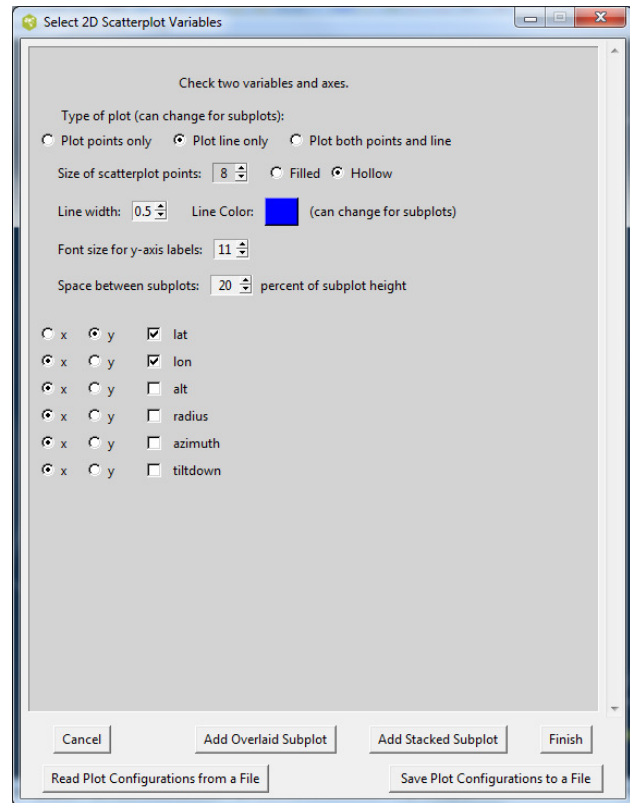 Select 2D Scatterplot Variables
Check two variables and axes.
Type of plot (can change for subplots):
Plot points only Plot line only Plot both points and line
Size of scatterplot points: 8 Filled Hollow
Line width: 0.5 Line Color: (can change for subplots)
Font size for y-axis labels: 11
Space between subplots: 20 percent of subplot height
x y lat
x y lon
x y alt
x y radius
x y azimuth
x y tiltdown
Cancel Add Overlaid Subplot Add Stacked Subplot Finish
Read Plot Configurations from a File Save Plot Configurations to a File